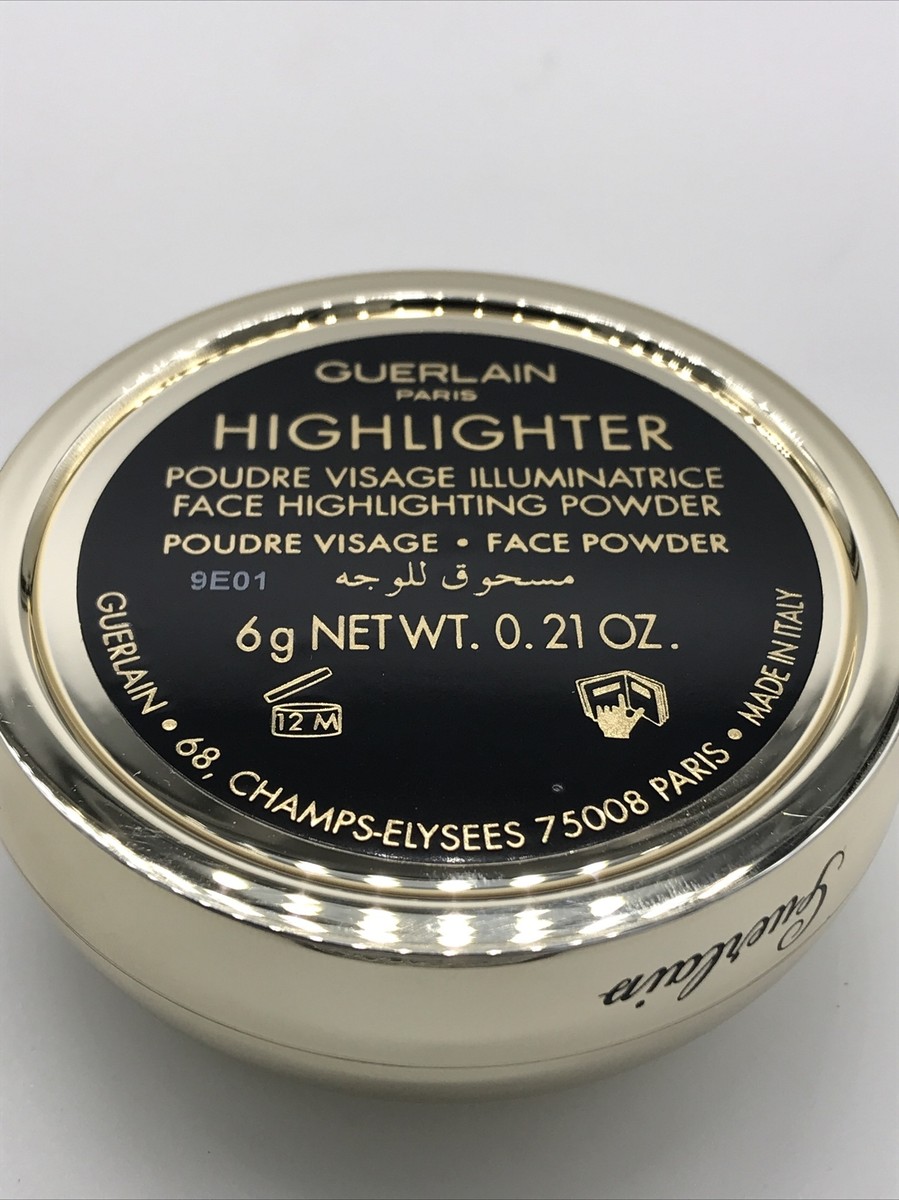 GUERLAIN
PARIS
HIGHLIGHTER
POUDRE VISAGE ILLUMINATRICE
FACE HIGHLIGHTING POWDER
POUDRE VISAGE • FACE POWDER
9E01 مسحوق للوجه
6g NET WT. 0.21 OZ.
12 M
GUERLAIN • 68, CHAMPS-ELYSEES 75008 PARIS • MADE IN ITALY
Guerlain